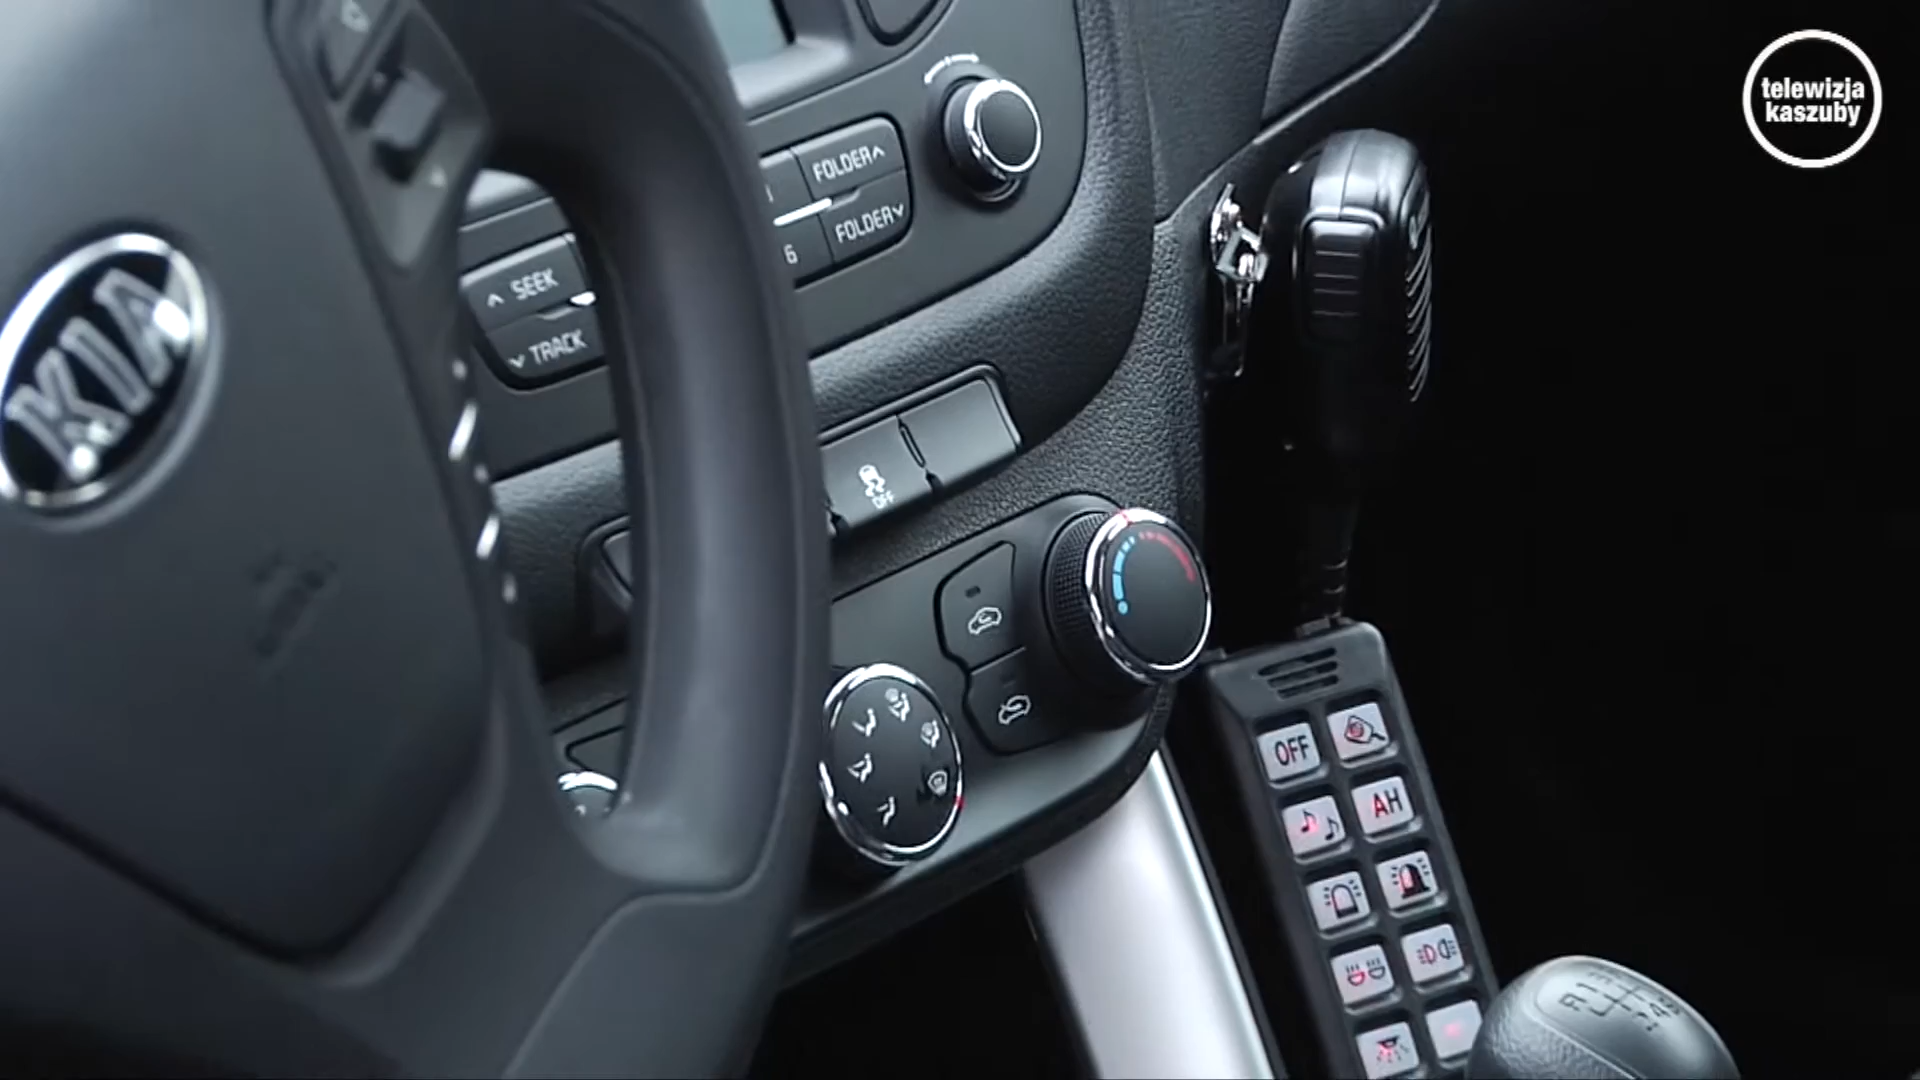 telewizja
kaszuby
KIA
FOLDER
FOLDER
6
SEEK
TRACK
OFF
OFF
AH
R